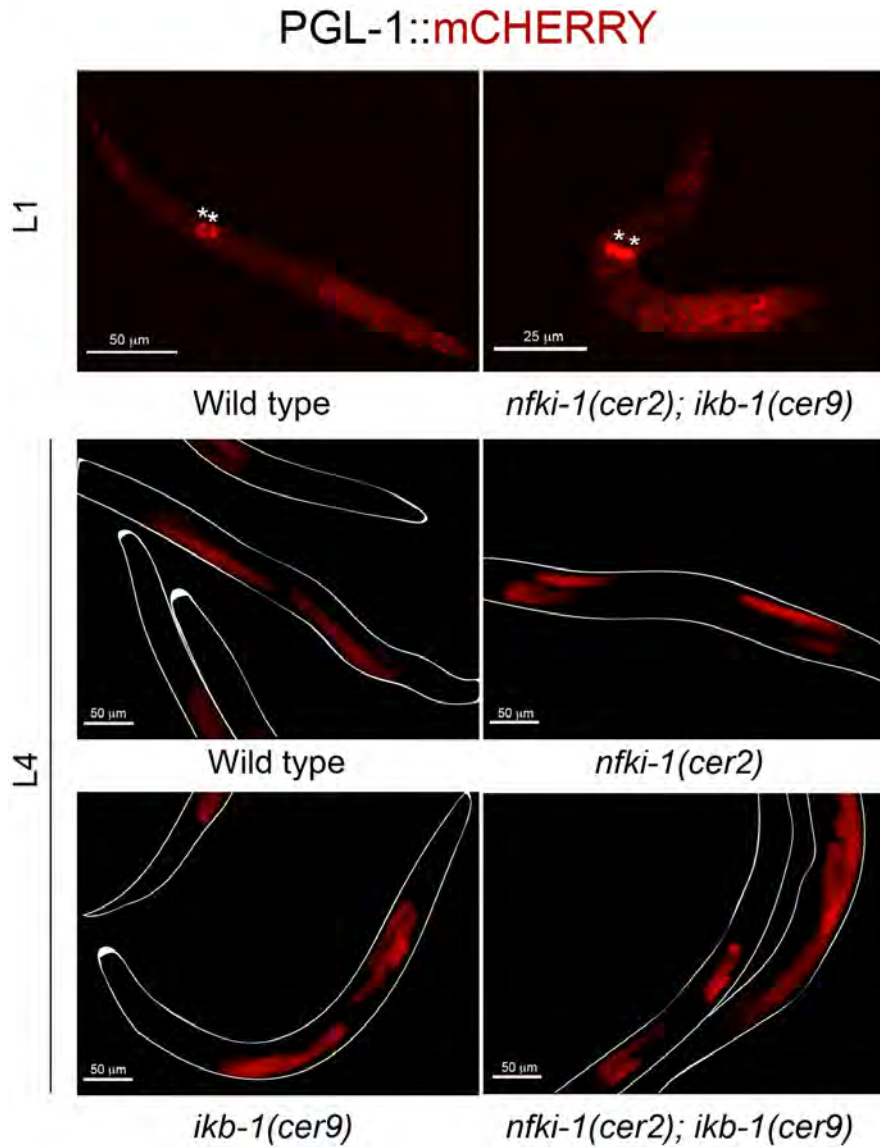 PGL-1::mCHERRY
L1
**
* *
50 μm
25 μm
Wild type
nfki-1(cer2); ikb-1(cer9)
L4
50 μm
50 μm
Wild type
nfki-1(cer2)
50 μm
50 μm
ikb-1(cer9)
nfki-1(cer2); ikb-1(cer9)